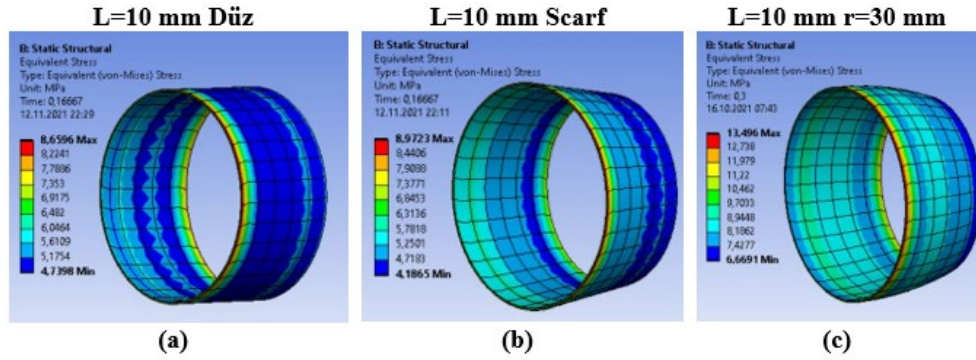 L=10 mm Düz
B: Static Structural
Equivalent Stress
Type: Equivalent (von-Mises) Stress
Unit: MPa
Time: 0,16667
12.11.2021 22:29
8,6596 Max
8,2241
7,7886
7,353
6,9175
6,482
6,0464
5,6109
5,1754
4,7398 Min
(a)
L=10 mm Scarf
B: Static Structural
Equivalent Stress
Type: Equivalent (von-Mises) Stress
Unit: MPa
Time: 0,16667
12.11.2021 22:11
8,9723 Max
8,4406
7,9088
7,3771
6,8453
6,3136
5,7818
5,2501
4,7183
4,1865 Min
(b)
L=10 mm r=30 mm
B: Static Structural
Equivalent Stress
Type: Equivalent (von-Mises) Stress
Unit: MPa
Time: 0,3
16.10.2021 07:43
13,496 Max
12,738
11,979
11,22
10,462
9,7033
8,9448
8,1862
7,4277
6,6691 Min
(c)